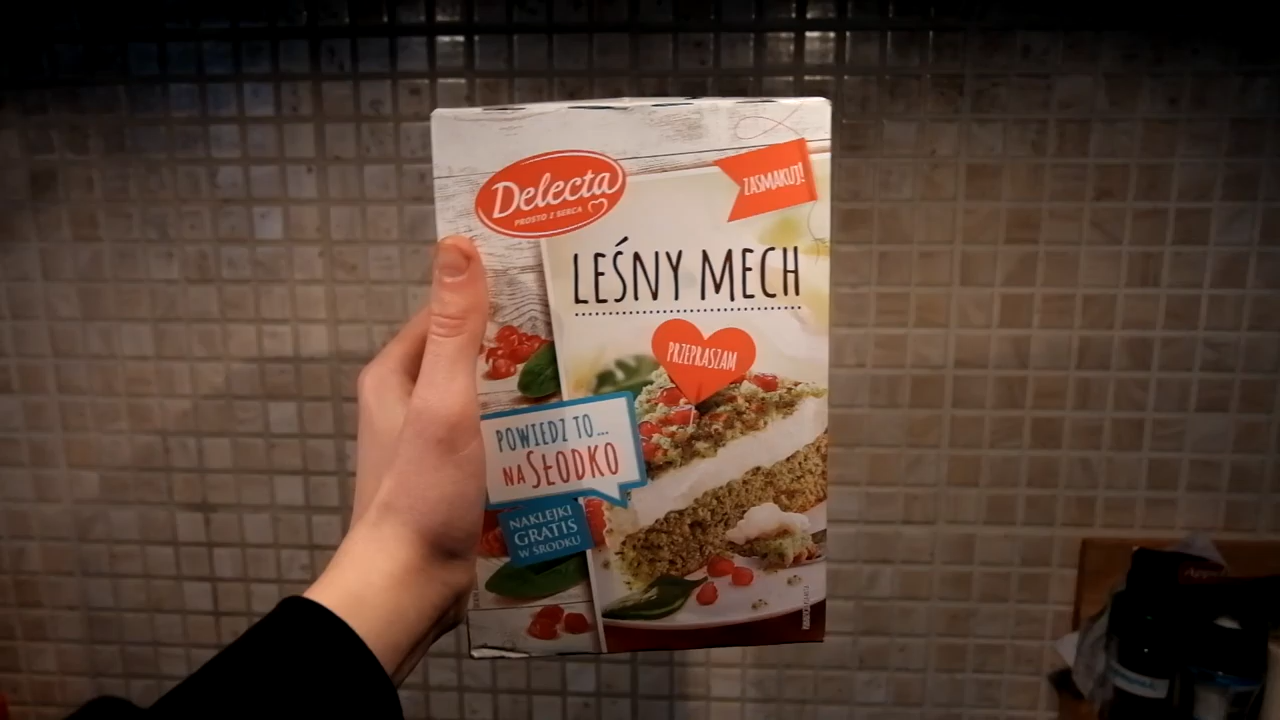 Delecta
PROSTO Z SERCA
ZASMAKUJ!
LEŚNY MECH
PRZEPRASZAM
POWIEDZ TO...
NA SŁODKO
NAKLEJKI
GRATIS
W ŚRODKU